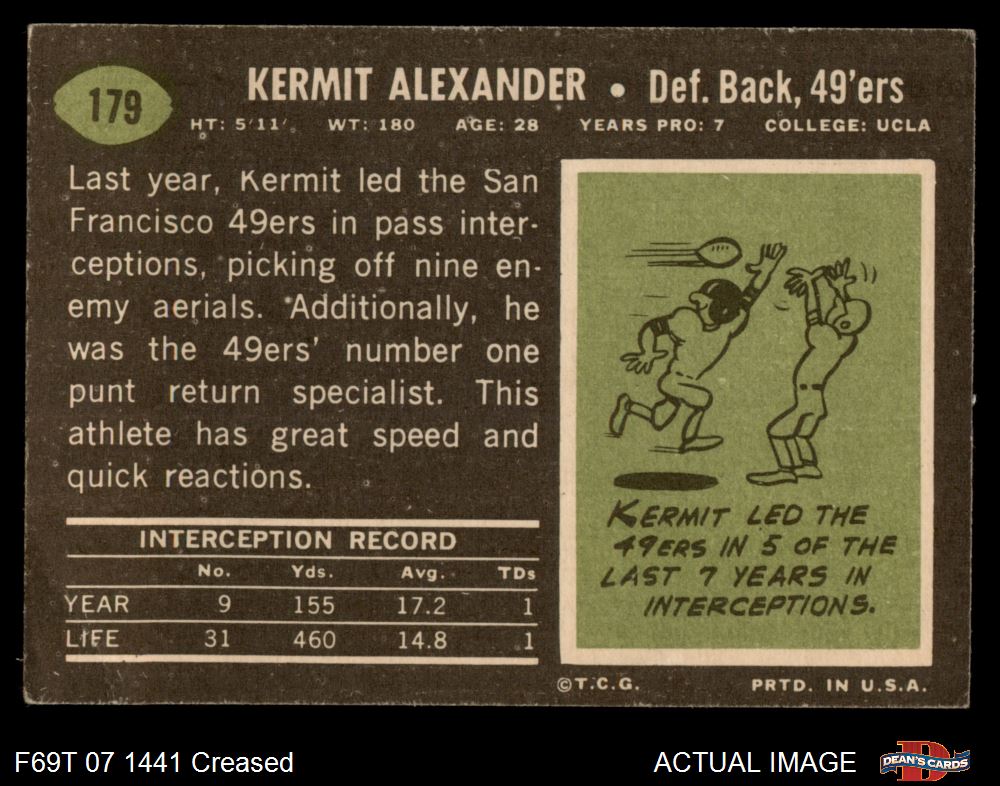 179
KERMIT ALEXANDER • Def. Back, 49'ers
HT: 5'11' WT: 180 AGE: 28 YEARS PRO: 7 COLLEGE: UCLA
Last year, Kermit led the San
Francisco 49ers in pass inter-
ceptions, picking off nine en-
emy aerials. Additionally, he
was the 49ers' number one
punt return specialist. This
athlete has great speed and
quick reactions.
INTERCEPTION RECORD
No. Yds. Avg. TDs
YEAR 9 155 17.2 1
LIFE 31 460 14.8 1
KERMIT LED THE
49ERS IN 5 OF THE
LAST 7 YEARS IN
INTERCEPTIONS.
©T.C.G. PRTD. IN U.S.A.
F69T 07 1441 Creased
ACTUAL IMAGE
D
DEAN'S CARDS